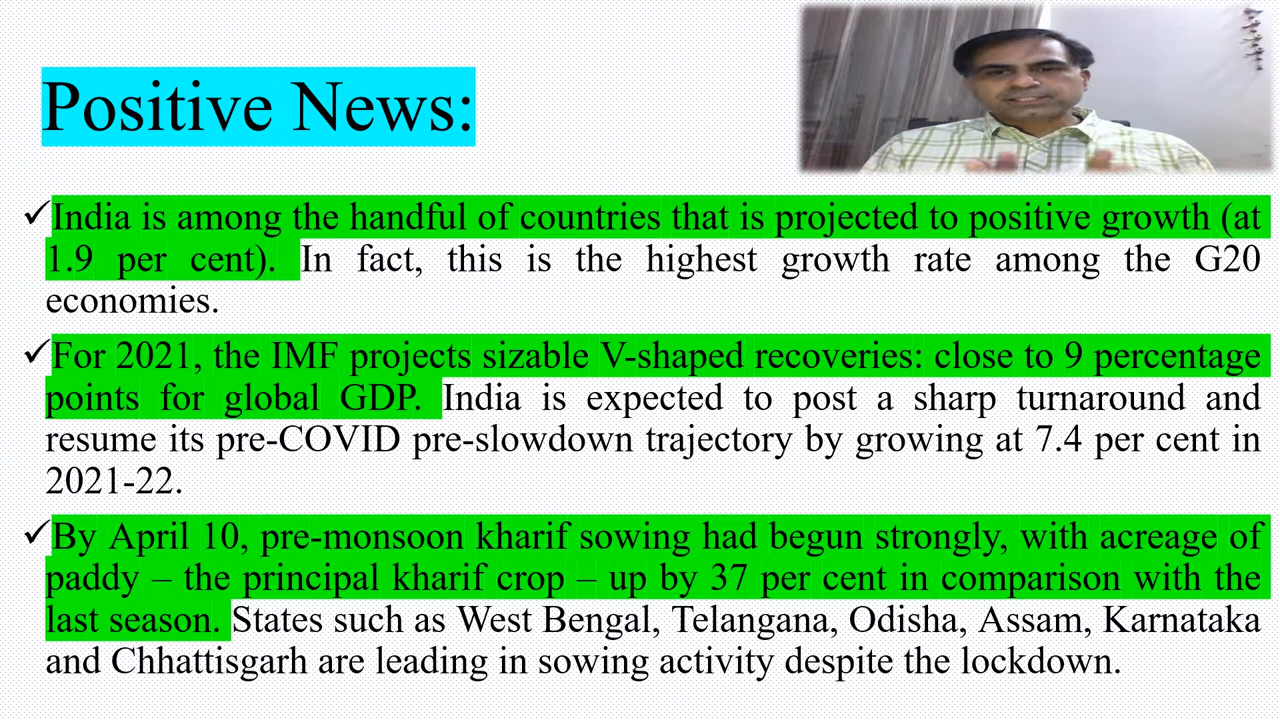 Positive News:
✓India is among the handful of countries that is projected to positive growth (at
1.9 per cent). In fact, this is the highest growth rate among the G20
economies.
✓For 2021, the IMF projects sizable V-shaped recoveries: close to 9 percentage
points for global GDP. India is expected to post a sharp turnaround and
resume its pre-COVID pre-slowdown trajectory by growing at 7.4 per cent in
2021-22.
✓By April 10, pre-monsoon kharif sowing had begun strongly, with acreage of
paddy – the principal kharif crop – up by 37 per cent in comparison with the
last season. States such as West Bengal, Telangana, Odisha, Assam, Karnataka
and Chhattisgarh are leading in sowing activity despite the lockdown.